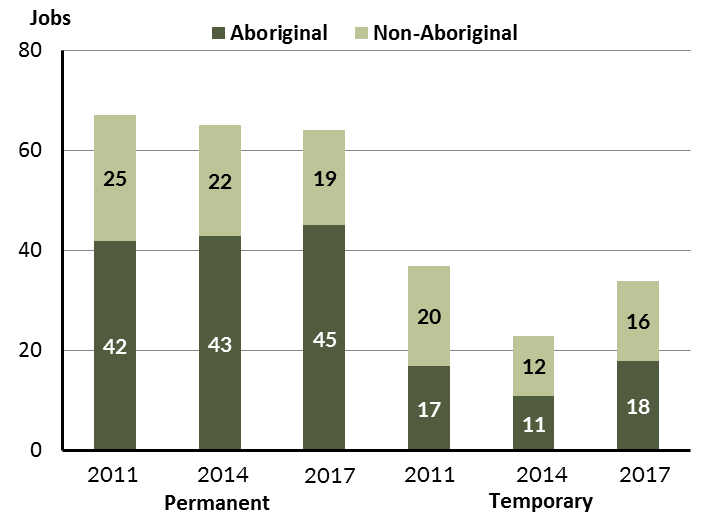 Jobs
Aboriginal Non-Aboriginal
80
60
40
20
0
25 22 19
42 43 45
20 12 16
17 11 18
2011 2014 2017 2011 2014 2017
Permanent Temporary